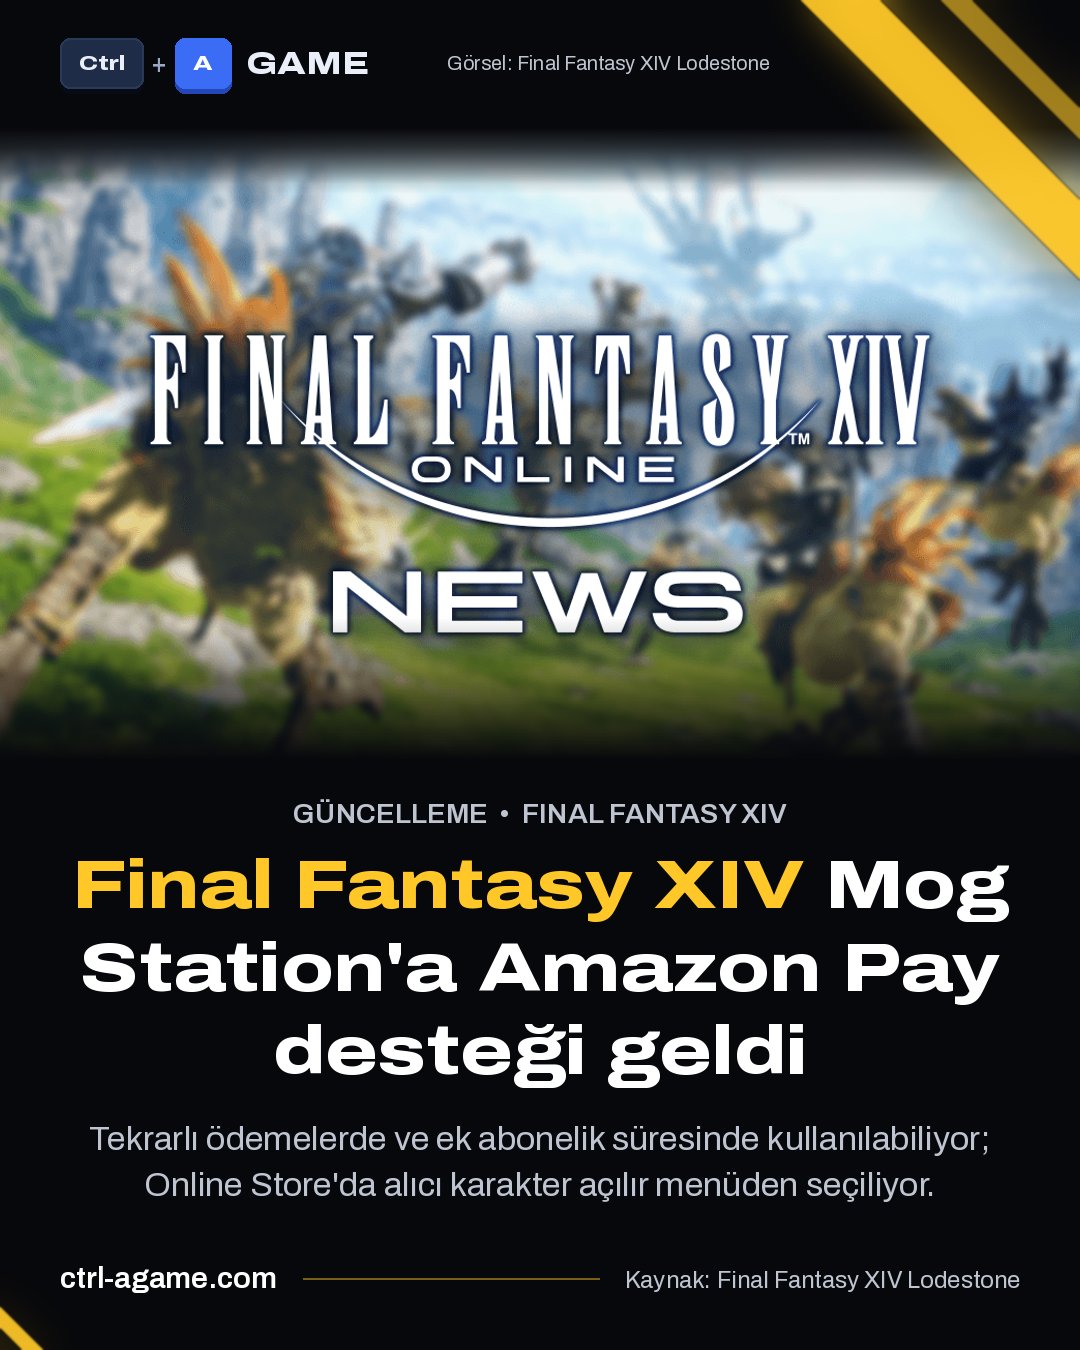 Ctrl + A GAME
Görsel: Final Fantasy XIV Lodestone
FINAL FANTASY XIV
TM
ONLINE
NEWS
GÜNCELLEME • FINAL FANTASY XIV
Final Fantasy XIV Mog
Station'a Amazon Pay
desteği geldi
Tekrarlı ödemelerde ve ek abonelik süresinde kullanılabiliyor;
Online Store'da alıcı karakter açılır menüden seçiliyor.
ctrl-agame.com
Kaynak: Final Fantasy XIV Lodestone